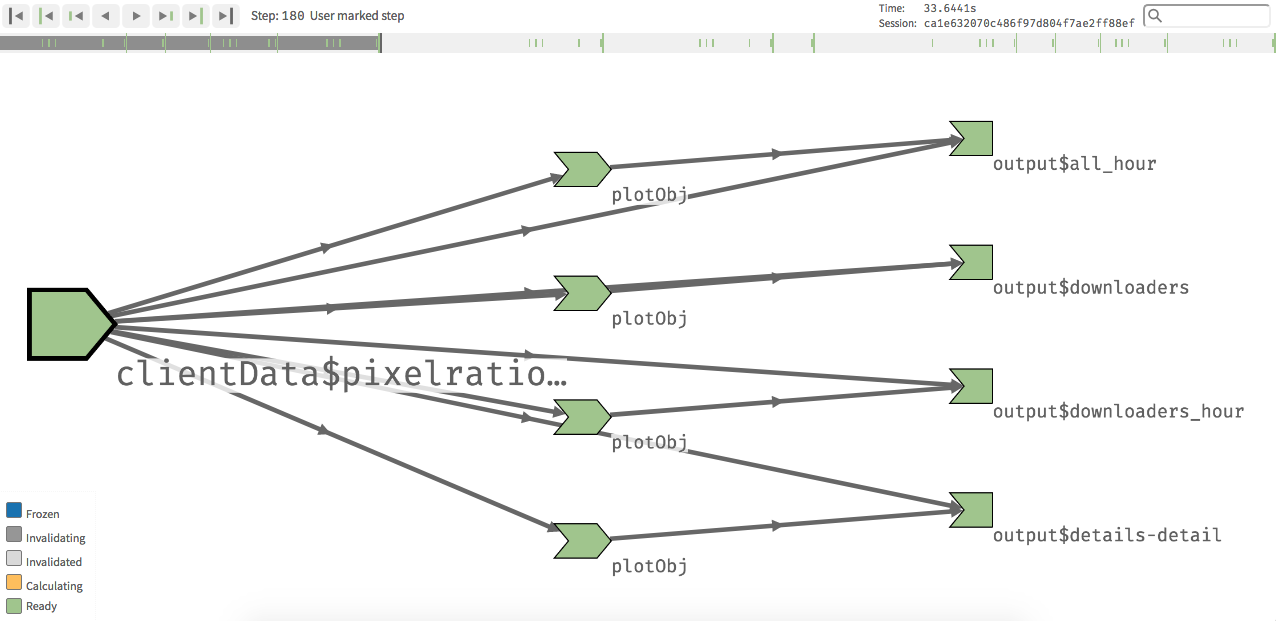 Step: 180 User marked step
Time: 33.6441s
Session: ca1e632070c486f97d804f7ae2ff88ef
output$all_hour
plotObj
output$downloaders
plotObj
clientData$pixelratio…
output$downloaders_hour
plotObj
output$details-detail
plotObj
Frozen
Invalidating
Invalidated
Calculating
Ready